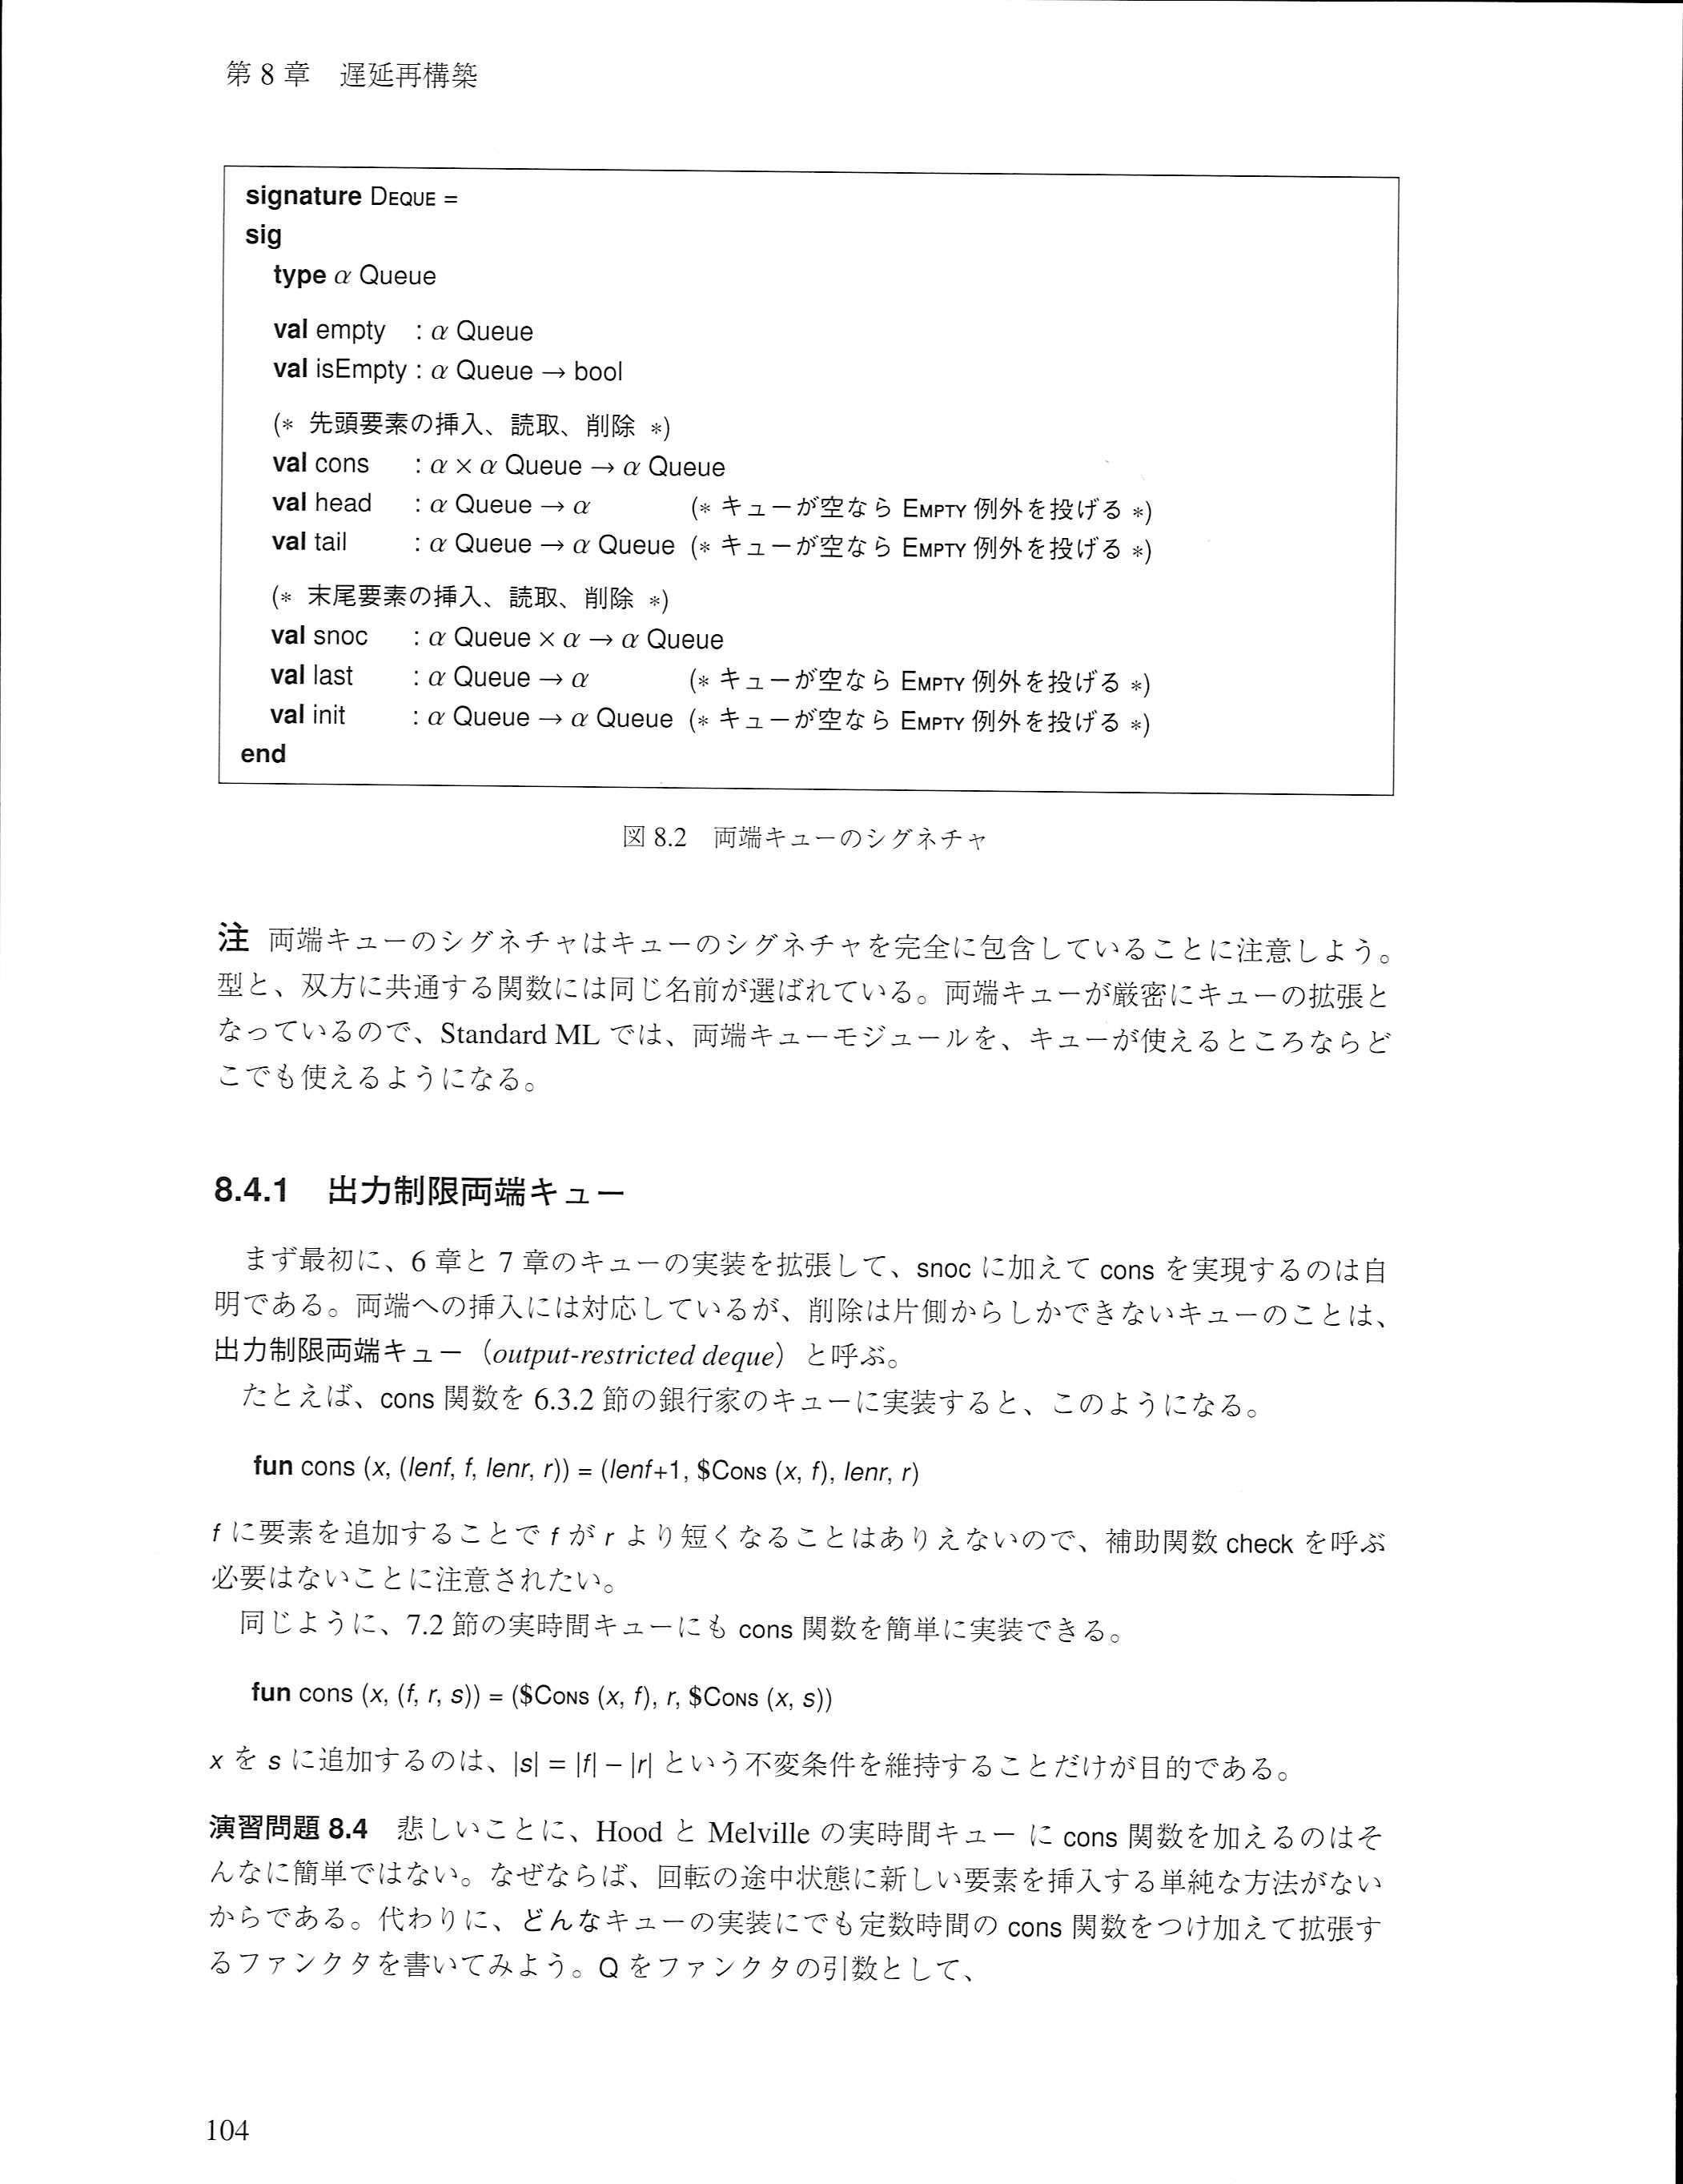 第 8 章　遅延再構築
signature DEQUE =
sig
type α Queue
val empty : α Queue
val isEmpty : α Queue → bool
(* 先頭要素の挿入、読取、削除 *)
val cons : α × α Queue → α Queue
val head : α Queue → α (* キューが空なら EMPTY 例外を投げる *)
val tail : α Queue → α Queue (* キューが空なら EMPTY 例外を投げる *)
(* 末尾要素の挿入、読取、削除 *)
val snoc : α Queue × α → α Queue
val last : α Queue → α (* キューが空なら EMPTY 例外を投げる *)
val init : α Queue → α Queue (* キューが空なら EMPTY 例外を投げる *)
end
図 8.2　両端キューのシグネチャ
注 両端キューのシグネチャはキューのシグネチャを完全に包含していることに注意しよう。
型と、双方に共通する関数には同じ名前が選ばれている。両端キューが厳密にキューの拡張と
なっているので、Standard ML では、両端キューモジュールを、キューが使えるところならど
こでも使えるようになる。
8.4.1　出力制限両端キュー
まず最初に、6 章と 7 章のキューの実装を拡張して、snoc に加えて cons を実現するのは自
明である。両端への挿入には対応しているが、削除は片側からしかできないキューのことは、
出力制限両端キュー（output-restricted deque）と呼ぶ。
たとえば、cons 関数を 6.3.2 節の銀行家のキューに実装すると、このようになる。
fun cons (x, (lenf, f, lenr, r)) = (lenf+1, $CONS (x, f), lenr, r)
f に要素を追加することで f が r より短くなることはありえないので、補助関数 check を呼ぶ
必要はないことに注意されたい。
同じように、7.2 節の実時間キューにも cons 関数を簡単に実装できる。
fun cons (x, (f, r, s)) = ($CONS (x, f), r, $CONS (x, s))
x を s に追加するのは、|s| = |f| − |r| という不変条件を維持することだけが目的である。
演習問題 8.4　悲しいことに、Hood と Melville の実時間キュー に cons 関数を加えるのはそ
んなに簡単ではない。なぜならば、回転の途中状態に新しい要素を挿入する単純な方法がない
からである。代わりに、どんなキューの実装にでも定数時間の cons 関数をつけ加えて拡張す
るファンクタを書いてみよう。Q をファンクタの引数として、
104